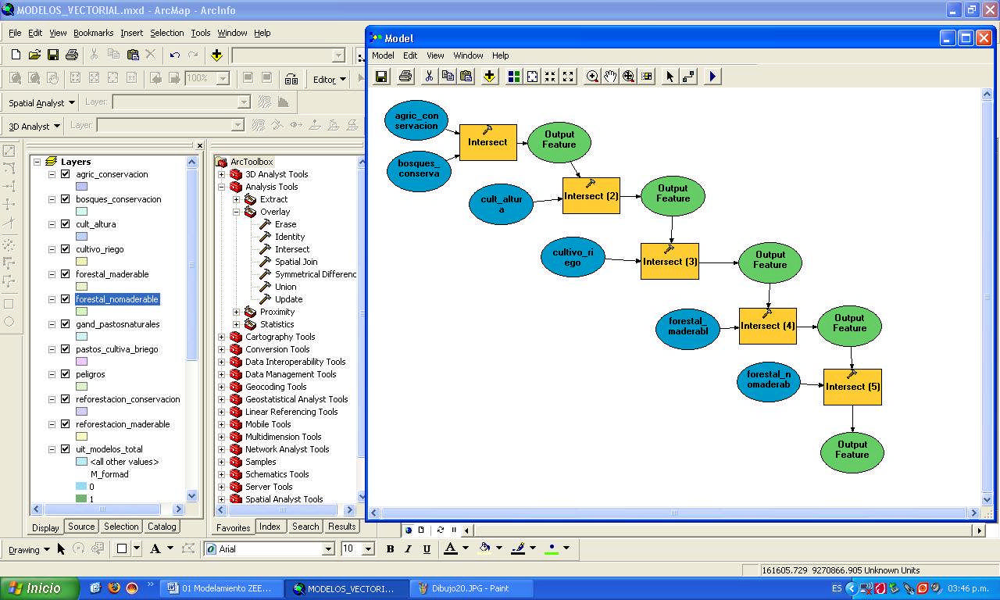 MODELOS_VECTORIAL.mxd - ArcMap - ArcInfo
File Edit View Bookmarks Insert Selection Tools Window Help
100%
Editor
Spatial Analyst Layer:
3D Analyst Layer:
Layers
agric_conservacion
bosques_conservacion
cult_altura
cultivo_riego
forestal_maderable
forestal_nomaderable
gand_pastosnaturales
pastos_cultiva_briego
peligros
reforestacion_conservacion
reforestacion_maderable
uit_modelos_total
<all other values>
M_formad
0
1
Display Source Selection Catalog
ArcToolbox
3D Analyst Tools
Analysis Tools
Extract
Overlay
Erase
Identity
Intersect
Spatial Join
Symmetrical Differenc
Union
Update
Proximity
Statistics
Cartography Tools
Conversion Tools
Data Interoperability Tools
Data Management Tools
Geocoding Tools
Geostatistical Analyst Tools
Linear Referencing Tools
Mobile Tools
Multidimension Tools
Network Analyst Tools
Samples
Schematics Tools
Server Tools
Spatial Analyst Tools
Favorites Index Search Results
Model
Model Edit View Window Help
agric_con
servacion
bosques_
conserva
Intersect
Output
Feature
cult_altur
a
Intersect (2)
Output
Feature
cultivo_ri
ego
Intersect (3)
Output
Feature
forestal_
maderabl
Intersect (4)
Output
Feature
forestal_n
omaderab
Intersect (5)
Output
Feature
Drawing A Arial 10 B I U A
161605.729 9270866.905 Unknown Units
Inicio
01 Modelamiento ZEE...
MODELOS_VECTORI...
Dibujo20.JPG - Paint
ES
03:46 p.m.